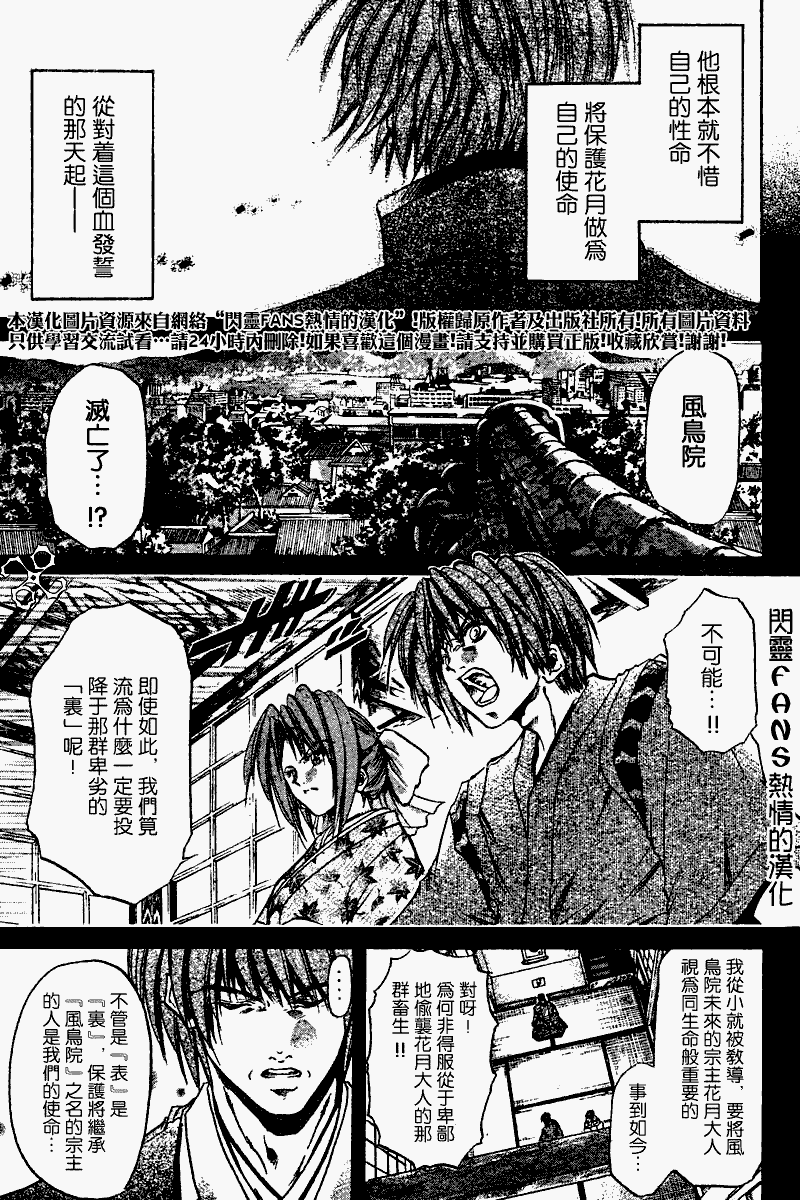 他根本就不惜
自己的性命
將保護花月做為
自己的使命
從對着這個血發誓
的那天起——
本漢化圖片資源來自網絡“閃靈FANS熱情的漢化”!版權歸原作者及出版社所有!所有圖片資料
只供學習交流試看…請24小時內刪除!如果喜歡這個漫畫!請支持並購買正版!收藏欣賞!謝謝!
風鳥院
滅亡了…!?
不可能…!!
即使如此,我們筧
流為什麼一定要投
降于那群卑劣的
「裏」呢!
閃靈FANS熱情的漢化
我從小就被教導,要將風
鳥院未來的宗主花月大人
視為同生命般重要的
事到如今…
對呀!
為何非得服從于卑鄙
地偷襲花月大人的那
群畜生!!
…
不管是『表』是
『裏』,保護將繼承
『風鳥院』之名的宗主
的人是我們的使命…